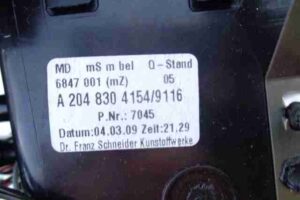 MD mS m bel Q-Stand
6847 001 (mZ) 05
A 204 830 4154/9116
P.Nr.: 7045
Datum:04.03.09 Zeit:21.29
Dr. Franz Schneider Kunstoffwerke